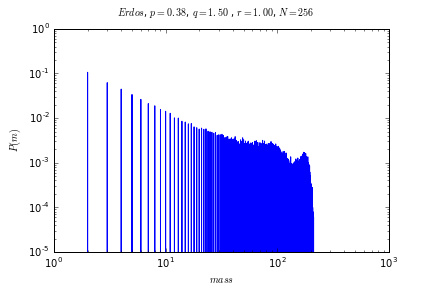 Erdos, p = 0.38, q = 1.50 , r = 1.00, N = 256
10^0
10^-1
10^-2
10^-3
10^-4
10^-5
P(m)
10^0 10^1 10^2 10^3
mass